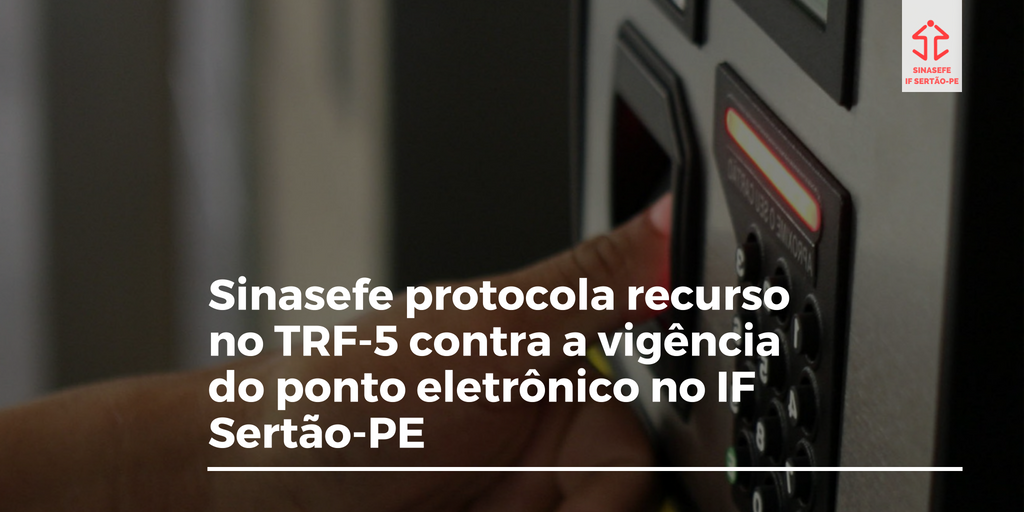 SINASEFE
IF SERTÃO-PE
Sinasefe protocola recurso
no TRF-5 contra a vigência
do ponto eletrônico no IF
Sertão-PE